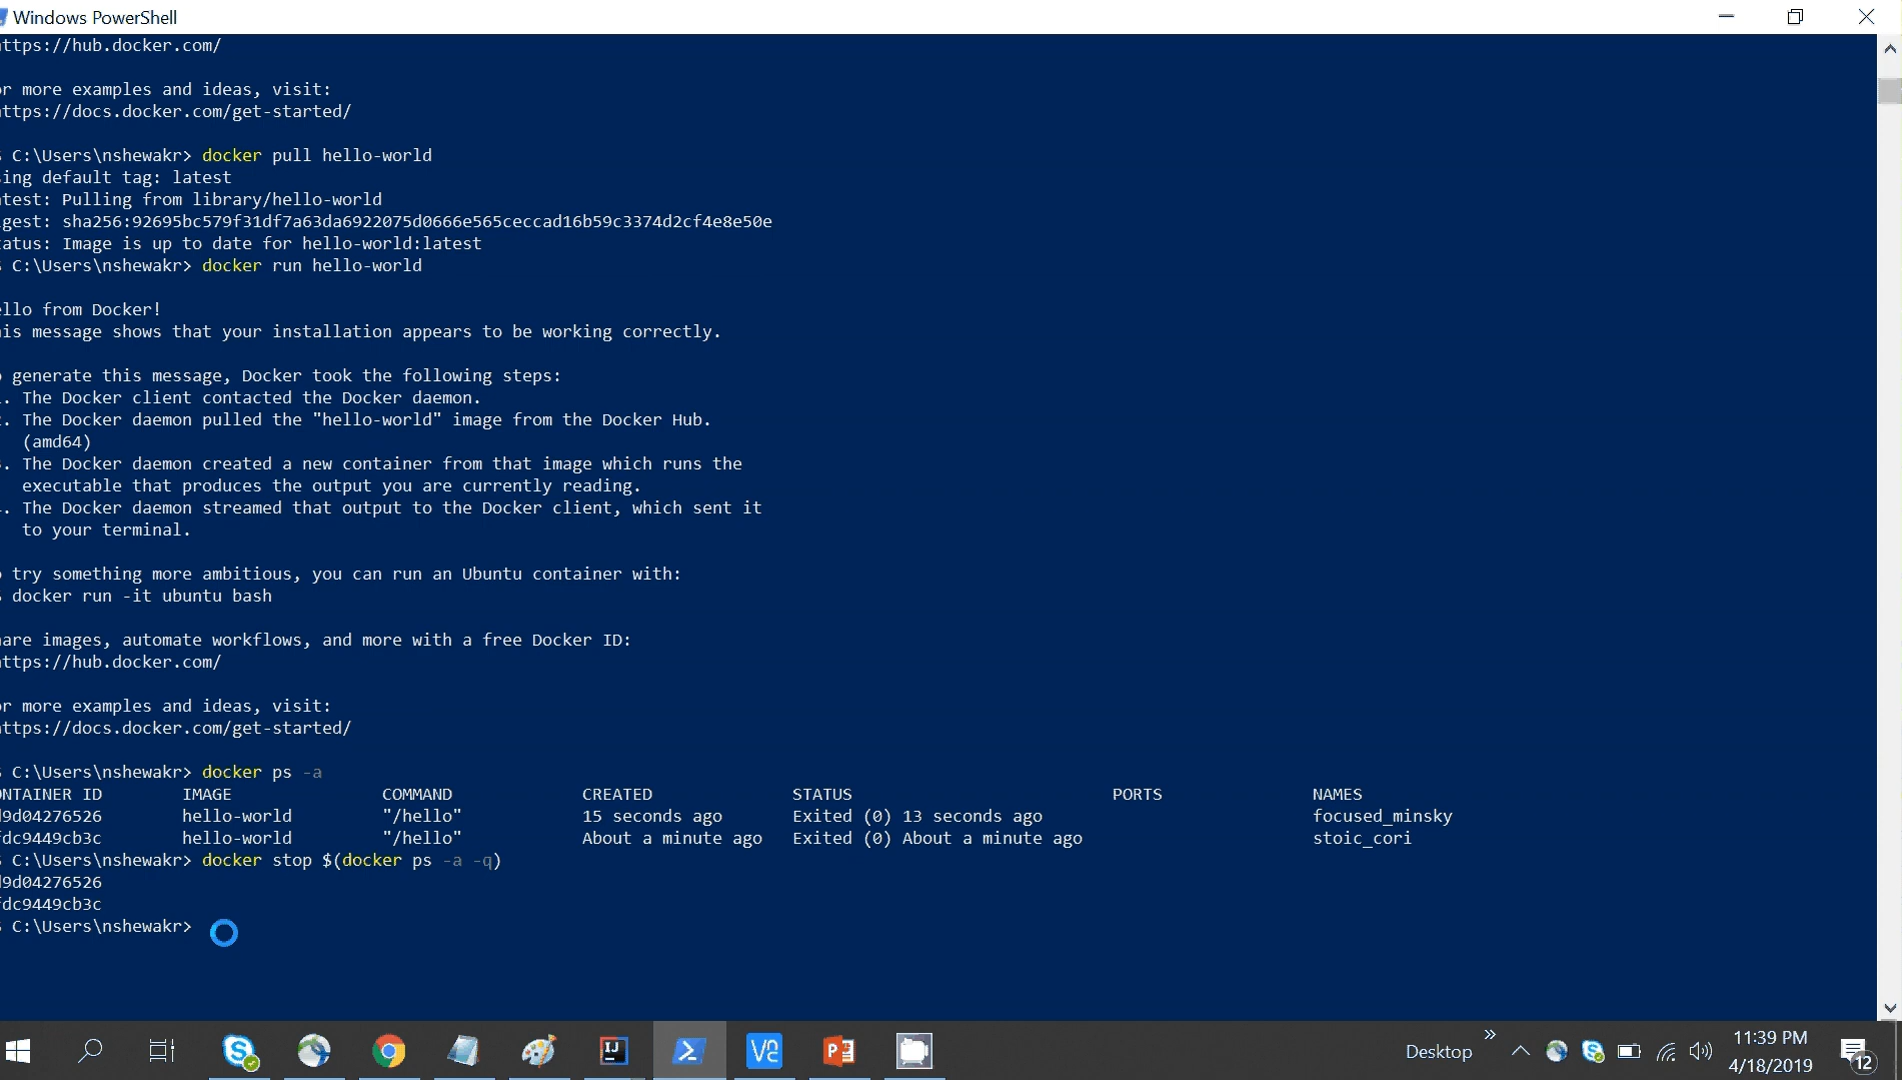 Windows PowerShell
ttps://hub.docker.com/
or more examples and ideas, visit:
ttps://docs.docker.com/get-started/
C:\Users\nshewakr> docker pull hello-world
ing default tag: latest
test: Pulling from library/hello-world
gest: sha256:92695bc579f31df7a63da6922075d0666e565ceccad16b59c3374d2cf4e8e50e
atus: Image is up to date for hello-world:latest
C:\Users\nshewakr> docker run hello-world
llo from Docker!
is message shows that your installation appears to be working correctly.
generate this message, Docker took the following steps:
. The Docker client contacted the Docker daemon.
. The Docker daemon pulled the "hello-world" image from the Docker Hub.
(amd64)
. The Docker daemon created a new container from that image which runs the
executable that produces the output you are currently reading.
. The Docker daemon streamed that output to the Docker client, which sent it
to your terminal.
try something more ambitious, you can run an Ubuntu container with:
docker run -it ubuntu bash
are images, automate workflows, and more with a free Docker ID:
ttps://hub.docker.com/
or more examples and ideas, visit:
ttps://docs.docker.com/get-started/
C:\Users\nshewakr> docker ps -a
NTAINER ID IMAGE COMMAND CREATED STATUS PORTS NAMES
9d04276526 hello-world "/hello" 15 seconds ago Exited (0) 13 seconds ago focused_minsky
dc9449cb3c hello-world "/hello" About a minute ago Exited (0) About a minute ago stoic_cori
C:\Users\nshewakr> docker stop $(docker ps -a -q)
9d04276526
dc9449cb3c
C:\Users\nshewakr>
Desktop
11:39 PM
4/18/2019
12